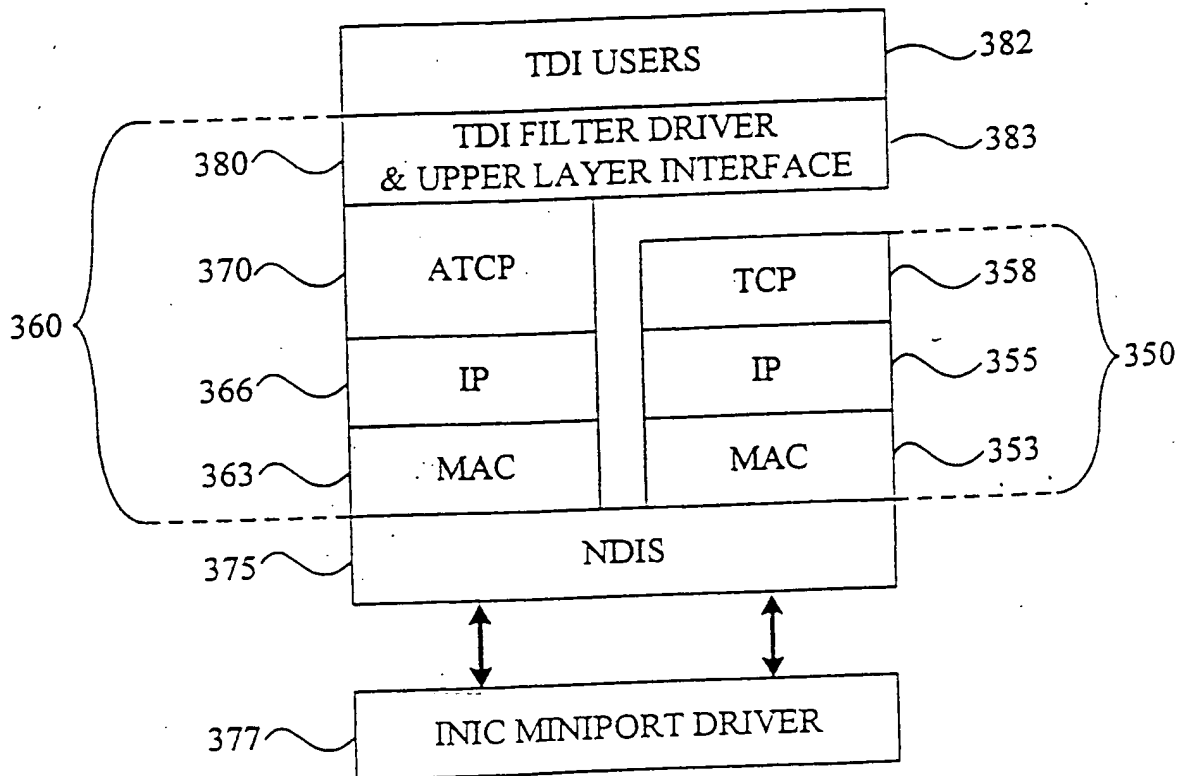 TDI USERS
382
TDI FILTER DRIVER
& UPPER LAYER INTERFACE
380
383
370
ATCP
TCP
358
360
350
366
IP
IP
355
363
MAC
MAC
353
375
NDIS
377
INIC MINIPORT DRIVER